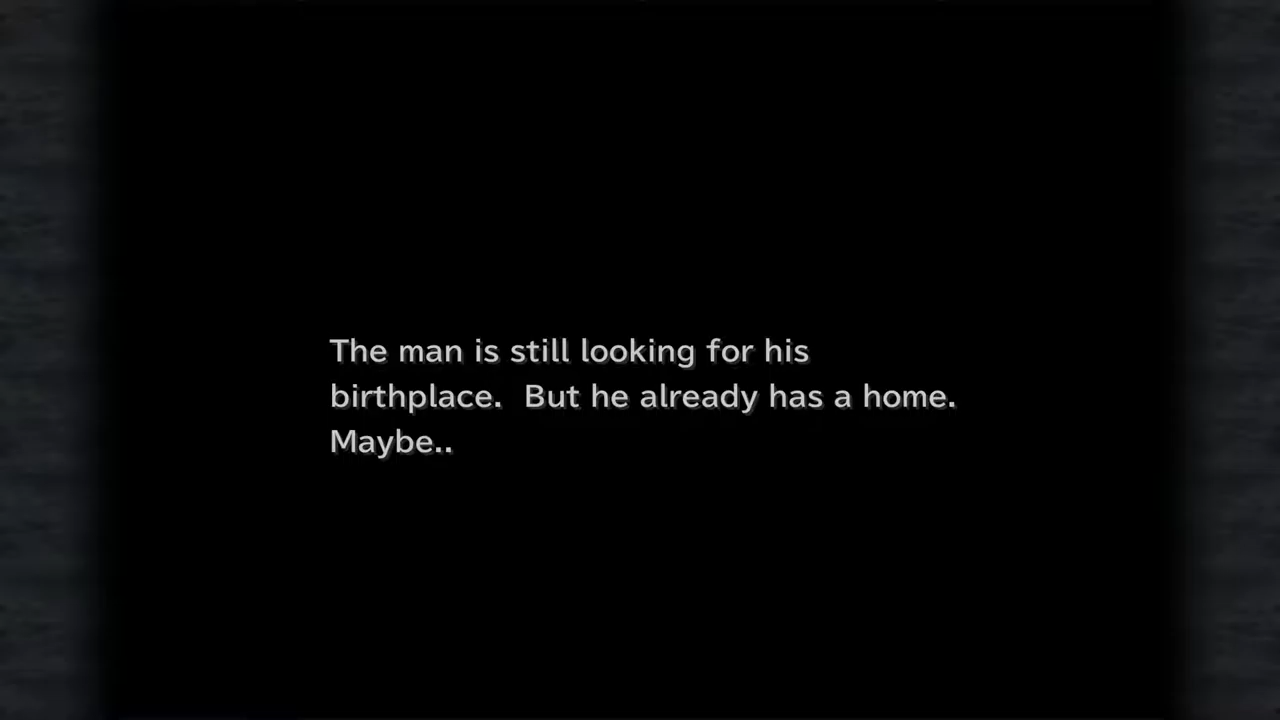 The man is still looking for his
birthplace.  But he already has a home.
Maybe..